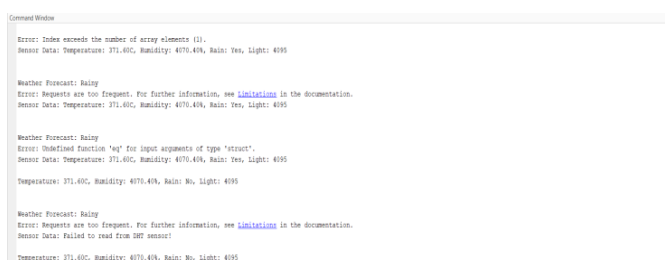 Command Window
Error: Index exceeds the number of array elements (1).
Sensor Data: Temperature: 371.60C, Humidity: 4070.40%, Rain: Yes, Light: 4095
Weather Forecast: Rainy
Error: Requests are too frequent. For further information, see Limitations in the documentation.
Sensor Data: Temperature: 371.60C, Humidity: 4070.40%, Rain: Yes, Light: 4095
Weather Forecast: Rainy
Error: Undefined function 'eq' for input arguments of type 'struct'.
Sensor Data: Temperature: 371.60C, Humidity: 4070.40%, Rain: Yes, Light: 4095
Temperature: 371.60C, Humidity: 4070.40%, Rain: No, Light: 4095
Weather Forecast: Rainy
Error: Requests are too frequent. For further information, see Limitations in the documentation.
Sensor Data: Failed to read from DHT sensor!
Temperature: 371.60C, Humidity: 4070.40%, Rain: No, Light: 4095